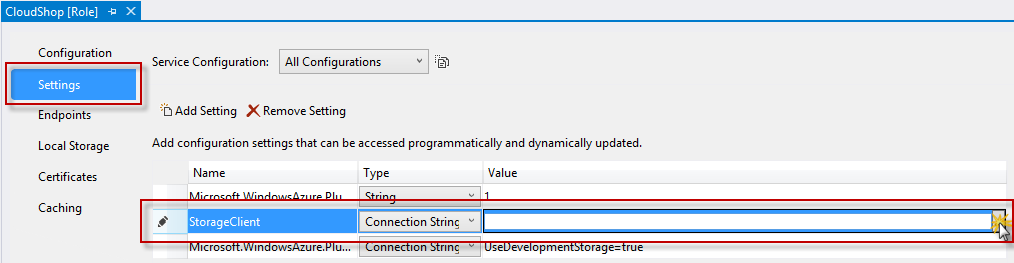 CloudShop [Role]
Configuration
Service Configuration: All Configurations
Settings
Endpoints
Add Setting Remove Setting
Local Storage
Add configuration settings that can be accessed programmatically and dynamically updated.
Certificates
Name Type Value
Caching
Microsoft.WindowsAzure.Plu... String 1
StorageClient Connection String
Microsoft.WindowsAzure.Plu... Connection String UseDevelopmentStorage=true